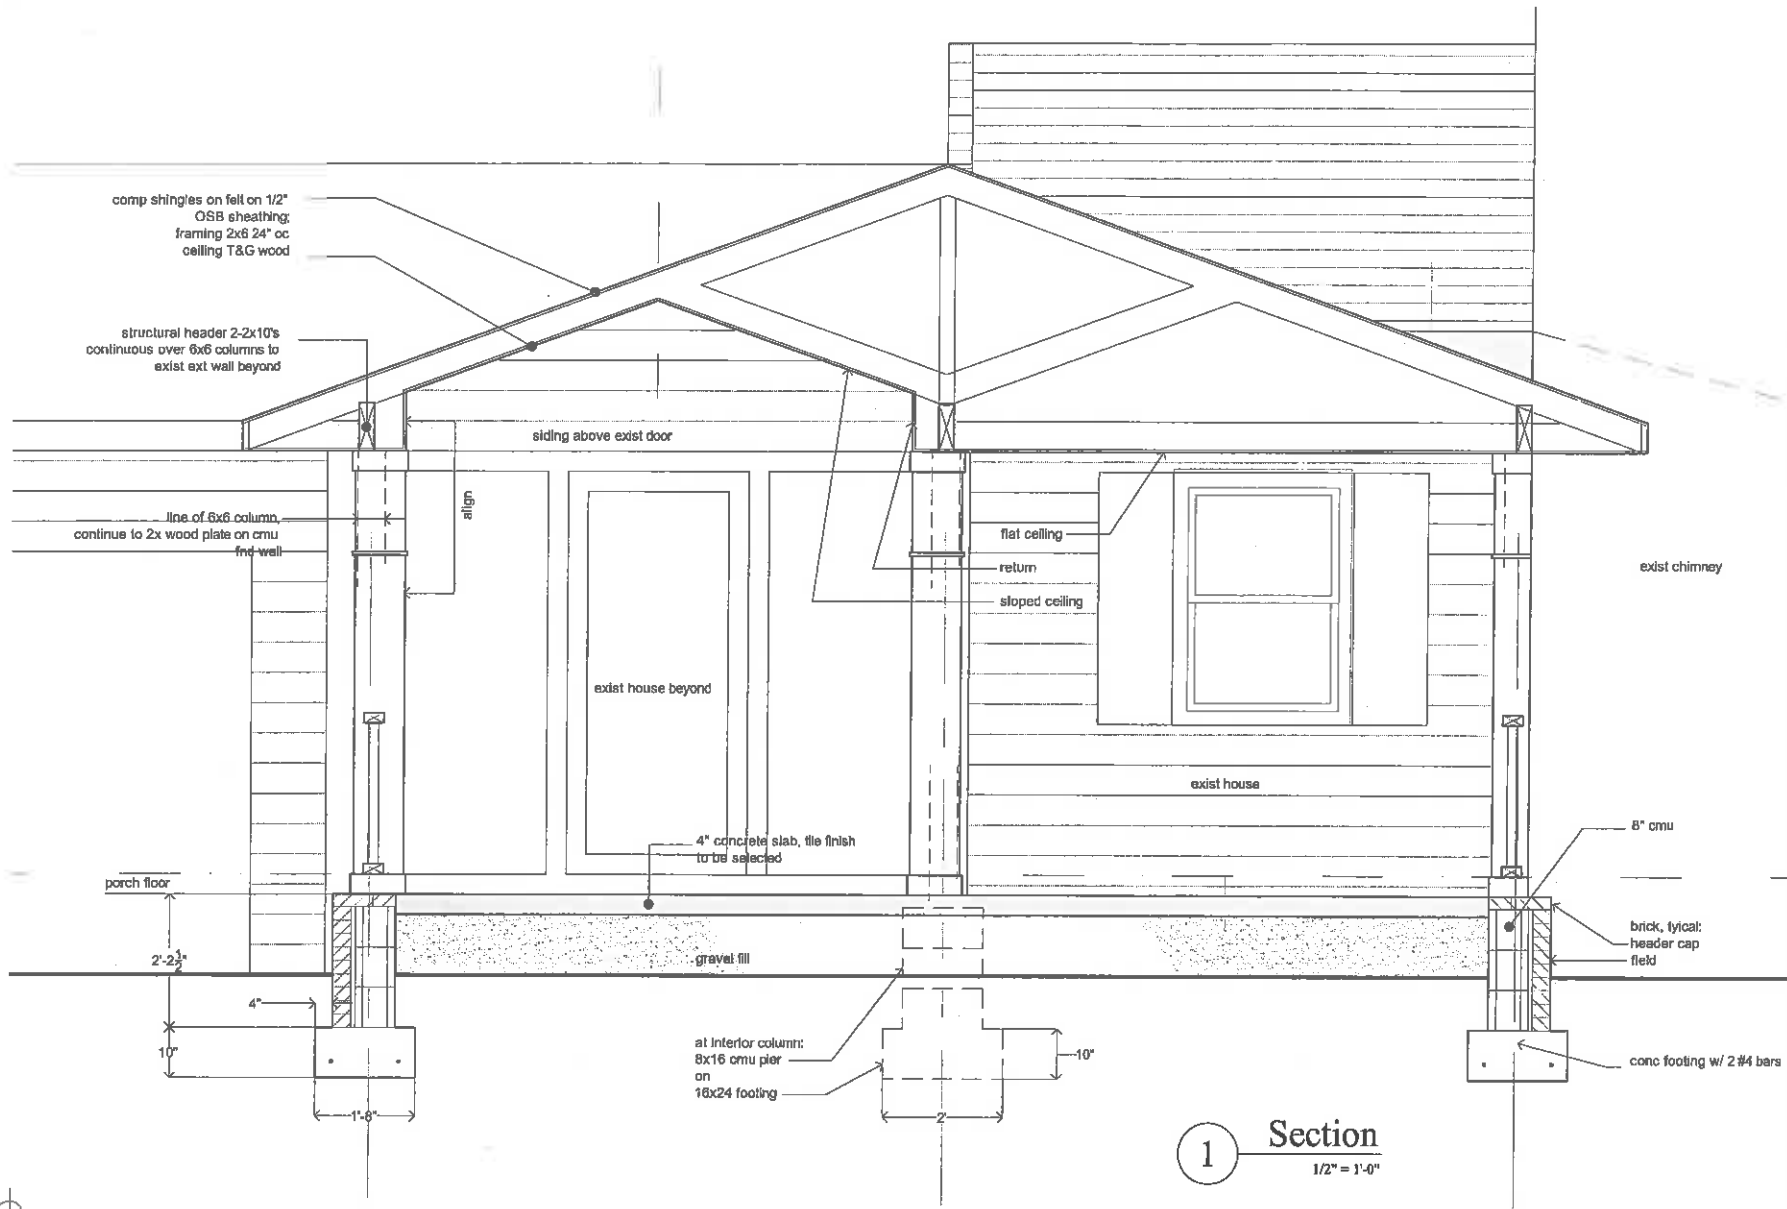 comp shingles on felt on 1/2"
OSB sheathing;
framing 2x6 24" oc
ceiling T&G wood
structural header 2-2x10's
continuous over 6x6 columns to
exist ext wall beyond
siding above exist door
align
line of 6x6 column,
continue to 2x wood plate on cmu
fnd wall
flat ceiling
return
sloped ceiling
exist chimney
exist house beyond
exist house
4" concrete slab, tile finish
to be selected
8" cmu
porch floor
brick, tyical:
header cap
field
2'-2 1/2"
gravel fill
4"
10"
at interior column:
8x16 cmu pier
on
16x24 footing
10"
conc footing w/ 2 #4 bars
1'-8"
2'
1
Section
1/2" = 1'-0"